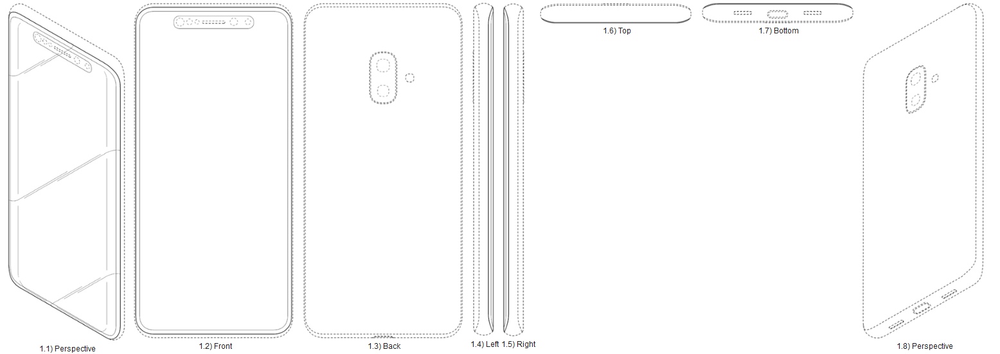 1.1) Perspective
1.2) Front
1.3) Back
1.4) Left
1.5) Right
1.6) Top
1.7) Bottom
1.8) Perspective